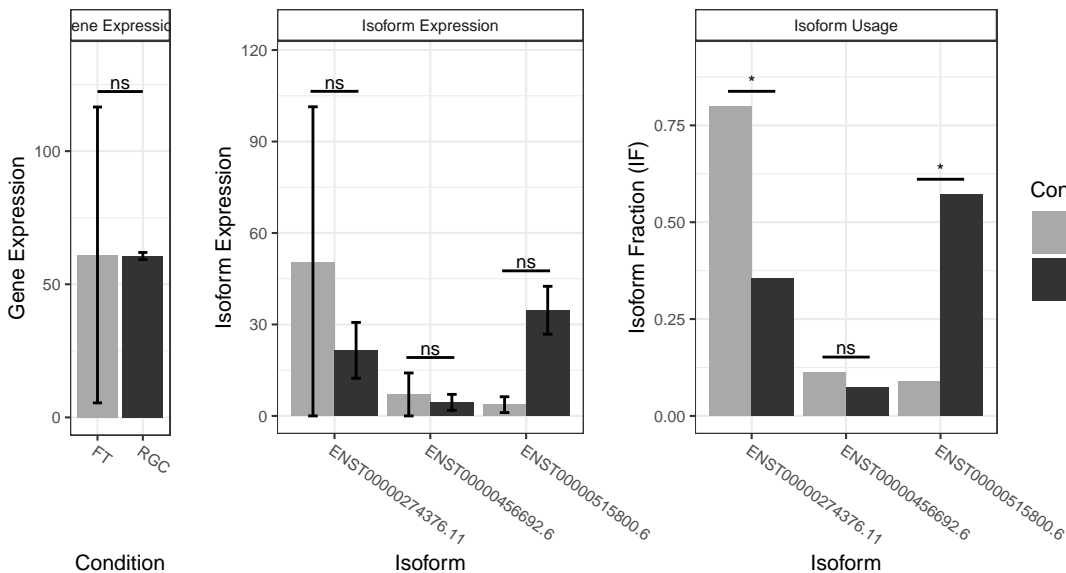 ene Expressio
Gene Expression
100
50
0
ns
FT
RGC
Condition
Isoform Expression
Isoform Expression
120
90
60
30
0
ns
ns
ns
ENST00000274376.11
ENST00000456692.6
ENST00000515800.6
Isoform
Isoform Usage
Isoform Fraction (IF)
0.75
0.50
0.25
0.00
*
ns
*
ENST00000274376.11
ENST00000456692.6
ENST00000515800.6
Isoform
Con